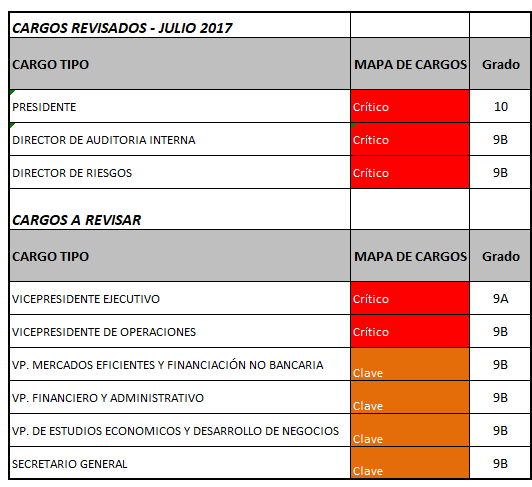 CARGOS REVISADOS - JULIO 2017
CARGO TIPO MAPA DE CARGOS Grado
PRESIDENTE Crítico 10
DIRECTOR DE AUDITORIA INTERNA Crítico 9B
DIRECTOR DE RIESGOS Crítico 9B
CARGOS A REVISAR
CARGO TIPO MAPA DE CARGOS Grado
VICEPRESIDENTE EJECUTIVO Crítico 9A
VICEPRESIDENTE DE OPERACIONES Crítico 9B
VP. MERCADOS EFICIENTES Y FINANCIACIÓN NO BANCARIA Clave 9B
VP. FINANCIERO Y ADMINISTRATIVO Clave 9B
VP. DE ESTUDIOS ECONOMICOS Y DESARROLLO DE NEGOCIOS Clave 9B
SECRETARIO GENERAL Clave 9B